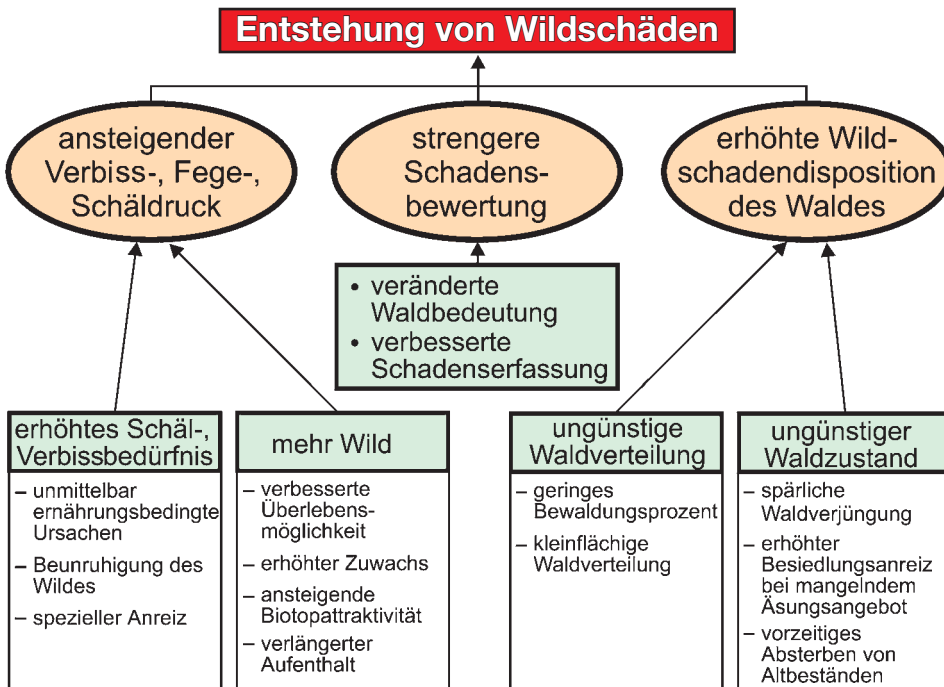 Entstehung von Wildschäden
ansteigender
Verbiss-, Fege-,
Schäldruck
strengere
Schadens-
bewertung
erhöhte Wild-
schadendisposition
des Waldes
• veränderte
Waldbedeutung
• verbesserte
Schadenserfassung
erhöhtes Schäl-,
Verbissbedürfnis
– unmittelbar
ernährungsbedingte
Ursachen
– Beunruhigung des
Wildes
– spezieller Anreiz
mehr Wild
– verbesserte
Überlebens-
möglichkeit
– erhöhter Zuwachs
– ansteigende
Biotopattraktivität
– verlängerter
Aufenthalt
ungünstige
Waldverteilung
– geringes
Bewaldungsprozent
– kleinflächige
Waldverteilung
ungünstiger
Waldzustand
– spärliche
Waldverjüngung
– erhöhter
Besiedlungsanreiz
bei mangelndem
Äsungsangebot
– vorzeitiges
Absterben von
Altbeständen